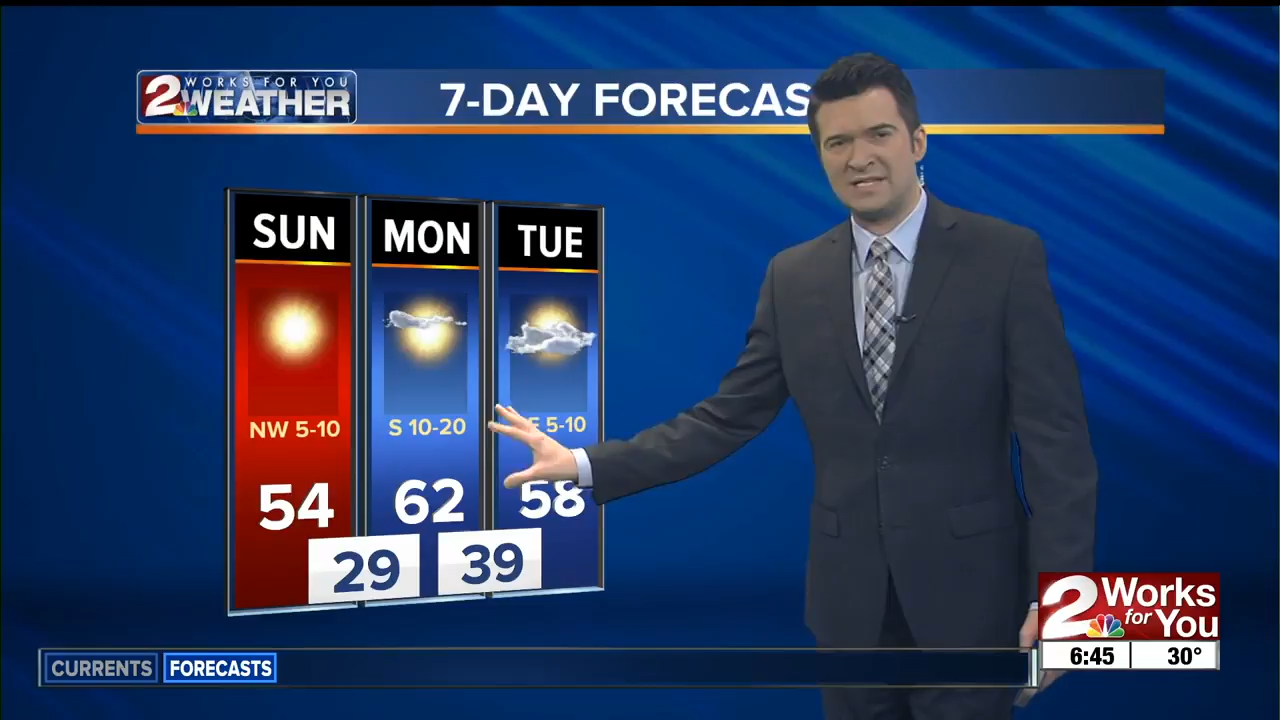 WORKS FOR YOU
2 WEATHER
7-DAY FORECAS
SUN
MON
TUE
NW 5-10
S 10-20
E 5-10
54
62
58
29
39
2 Works
for You
6:45
30°
CURRENTS
FORECASTS